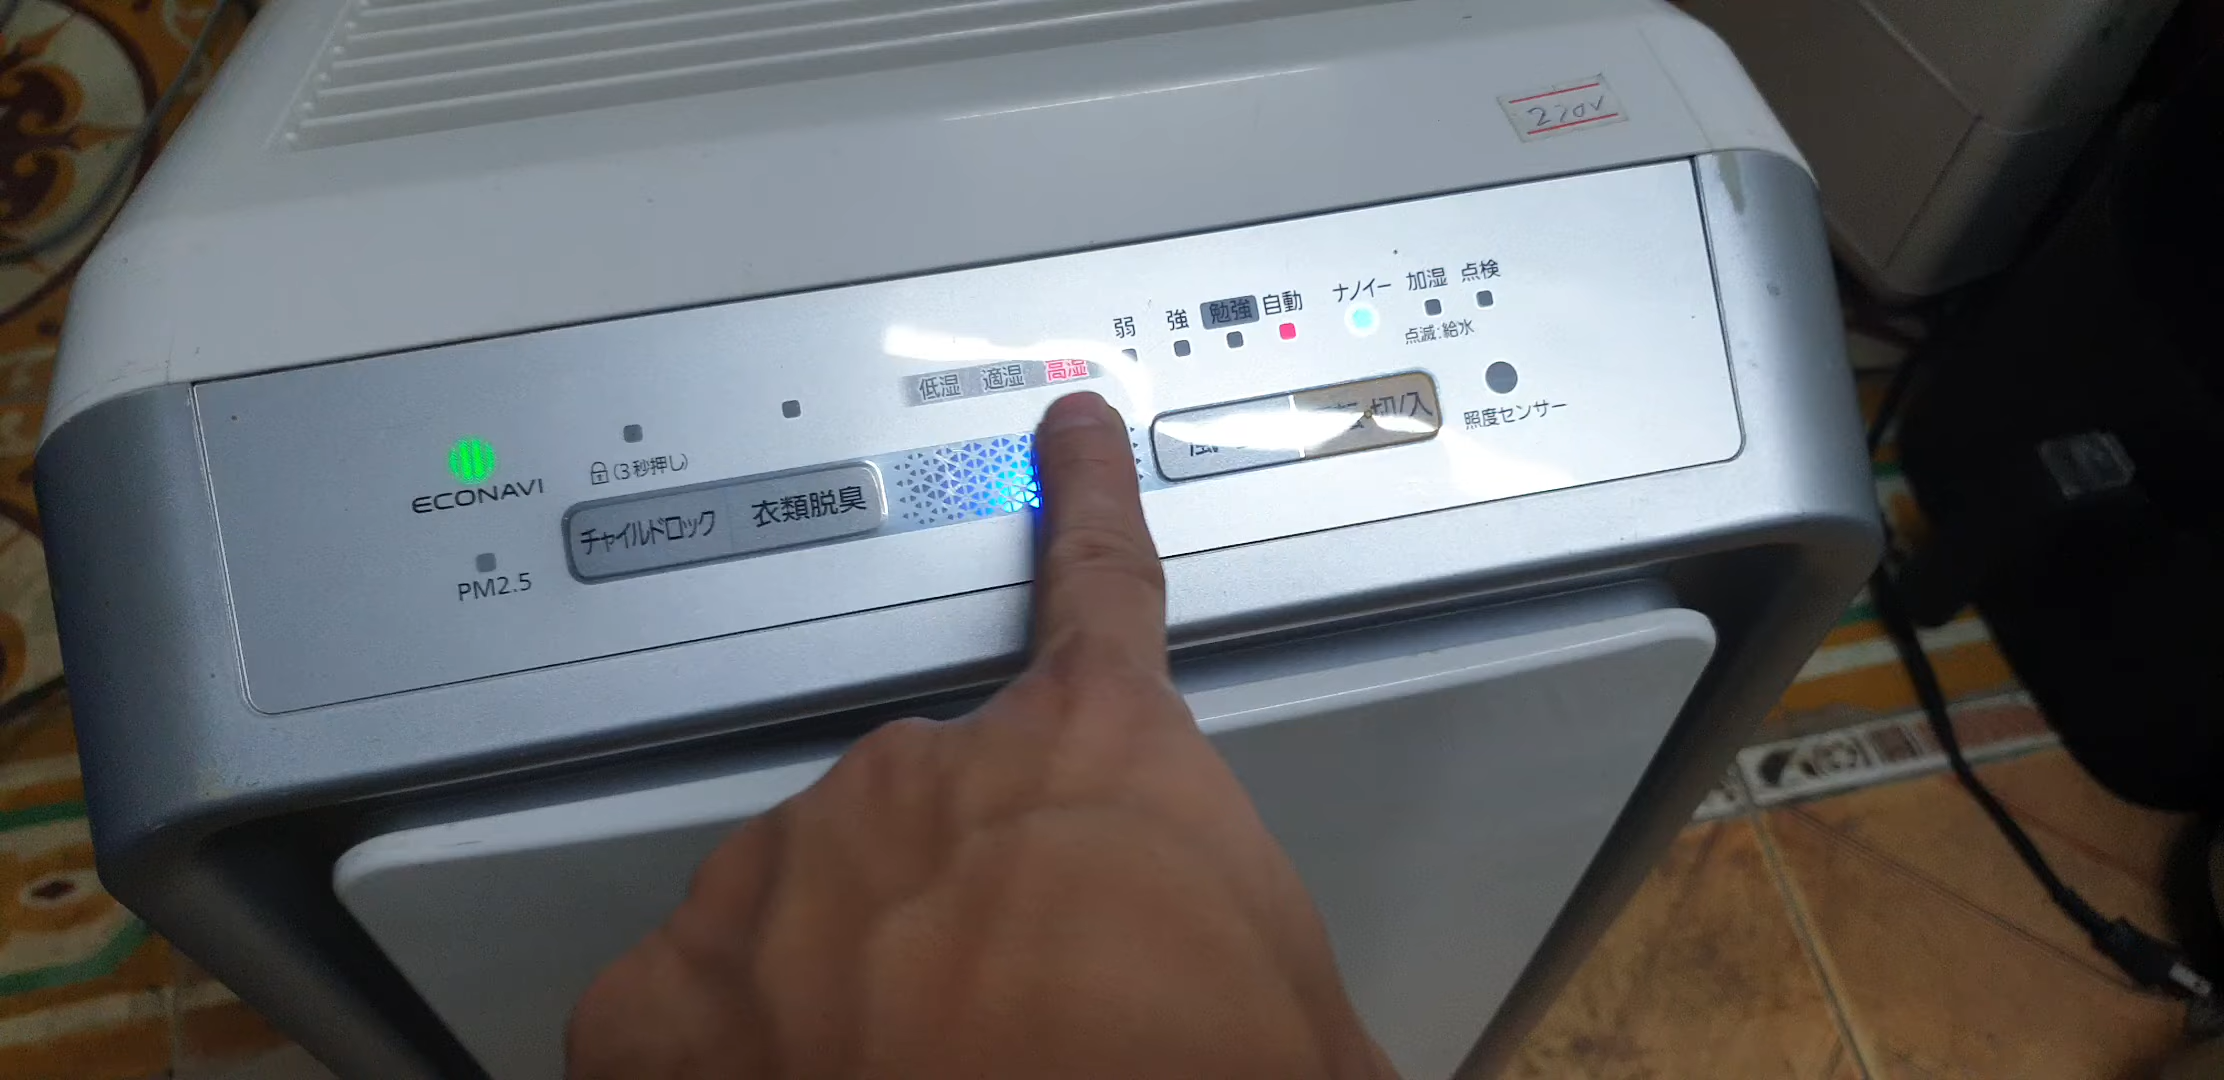 220V
弱 強 勉強 自動 ナノイー 加湿 点検
点滅:給水
低湿 適湿 高湿
切/入
照度センサー
ECONAVI
(3秒押し)
チャイルドロック 衣類脱臭
PM2.5